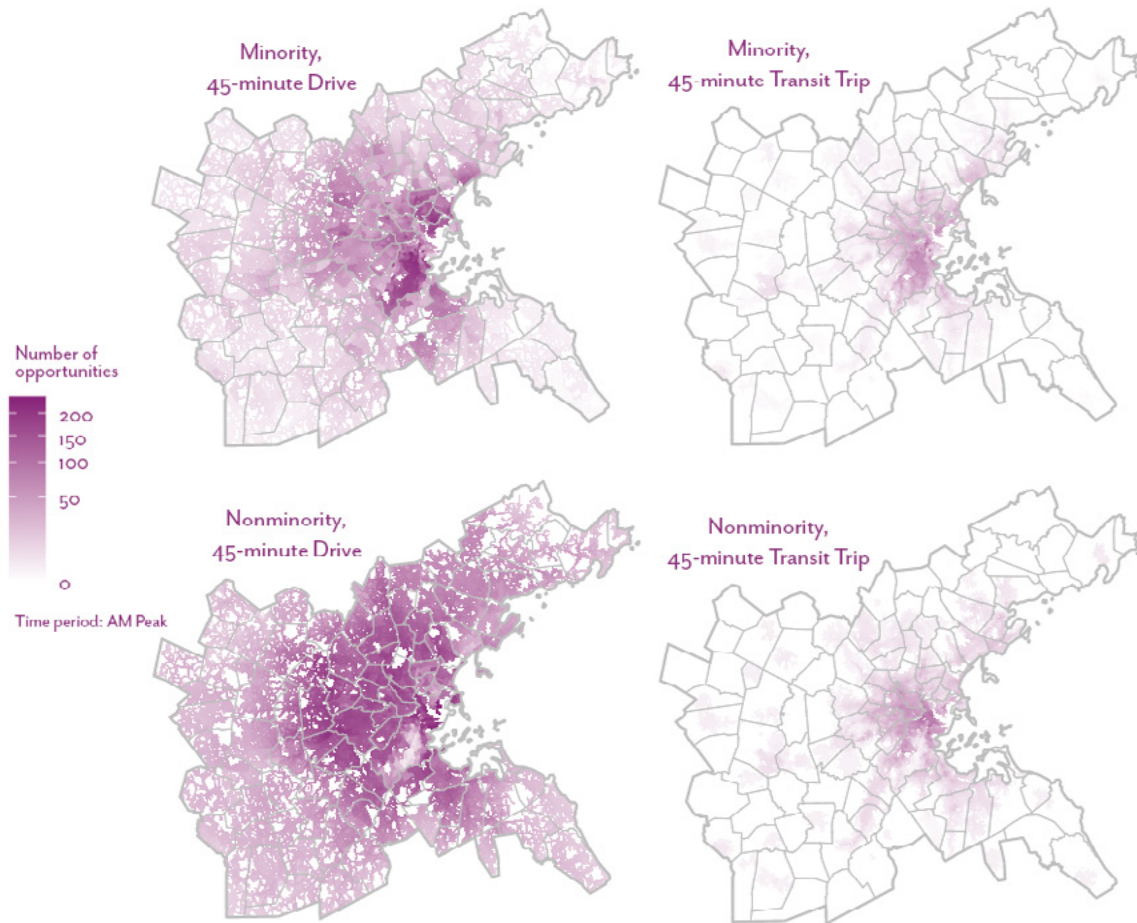 Minority,
45-minute Drive
Minority,
45-minute Transit Trip
Number of
opportunities
200
150
100
50
0
Time period: AM Peak
Nonminority,
45-minute Drive
Nonminority,
45-minute Transit Trip